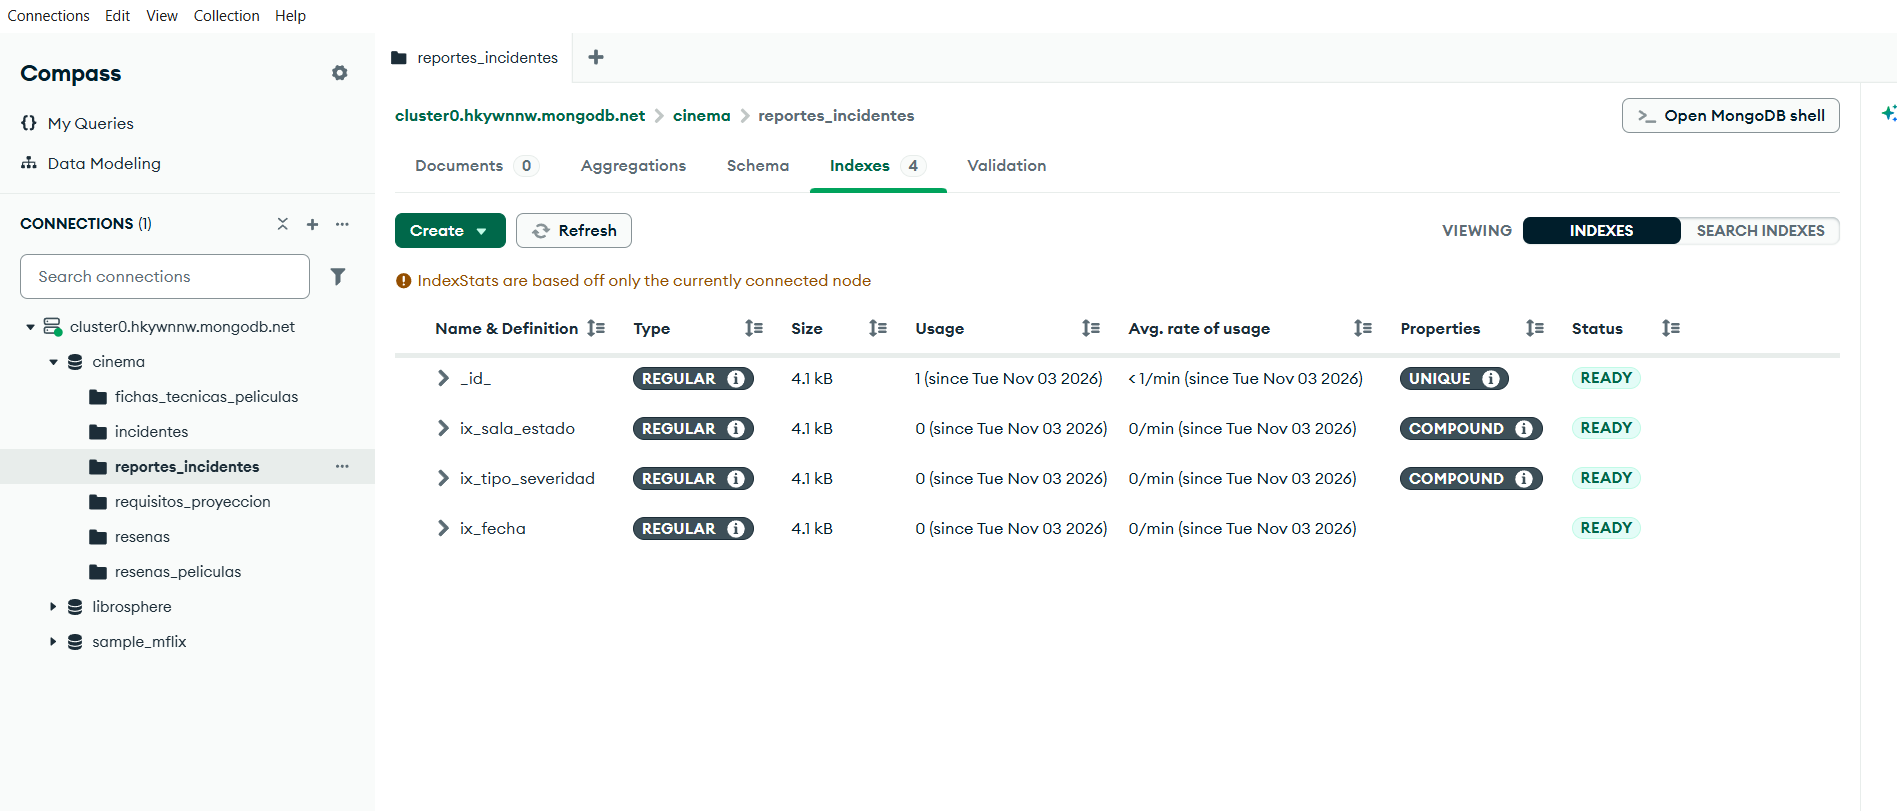 Connections Edit View Collection Help
Compass
My Queries
Data Modeling
CONNECTIONS (1)
Search connections
cluster0.hkywnnw.mongodb.net
cinema
fichas_tecnicas_peliculas
incidentes
reportes_incidentes
requisitos_proyeccion
resenas
resenas_peliculas
librosphere
sample_mflix
reportes_incidentes
cluster0.hkywnnw.mongodb.net cinema reportes_incidentes
>_ Open MongoDB shell
Documents 0 Aggregations Schema Indexes 4 Validation
Create Refresh VIEWING INDEXES SEARCH INDEXES
IndexStats are based off only the currently connected node
Name & Definition Type Size Usage Avg. rate of usage Properties Status
_id_ REGULAR 4.1 kB 1 (since Tue Nov 03 2026) < 1/min (since Tue Nov 03 2026) UNIQUE READY
ix_sala_estado REGULAR 4.1 kB 0 (since Tue Nov 03 2026) 0/min (since Tue Nov 03 2026) COMPOUND READY
ix_tipo_severidad REGULAR 4.1 kB 0 (since Tue Nov 03 2026) 0/min (since Tue Nov 03 2026) COMPOUND READY
ix_fecha REGULAR 4.1 kB 0 (since Tue Nov 03 2026) 0/min (since Tue Nov 03 2026) READY